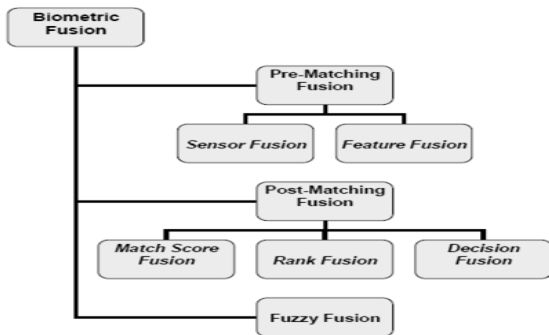 Biometric
Fusion
Pre-Matching
Fusion
Sensor Fusion
Feature Fusion
Post-Matching
Fusion
Match Score
Fusion
Rank Fusion
Decision
Fusion
Fuzzy Fusion